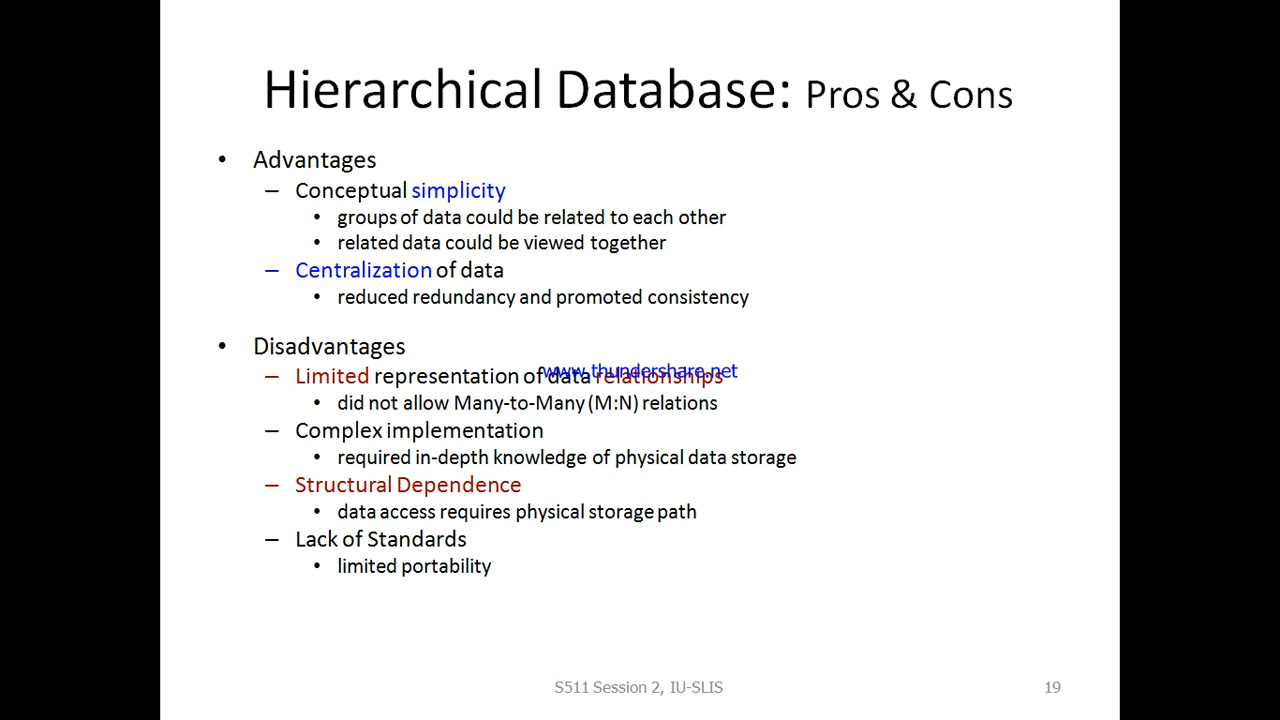 Hierarchical Database: Pros & Cons
• Advantages
– Conceptual simplicity
• groups of data could be related to each other
• related data could be viewed together
– Centralization of data
• reduced redundancy and promoted consistency
• Disadvantages
– Limited representation of data relationships
www.thundershare.net
• did not allow Many-to-Many (M:N) relations
– Complex implementation
• required in-depth knowledge of physical data storage
– Structural Dependence
• data access requires physical storage path
– Lack of Standards
• limited portability
S511 Session 2, IU-SLIS
19